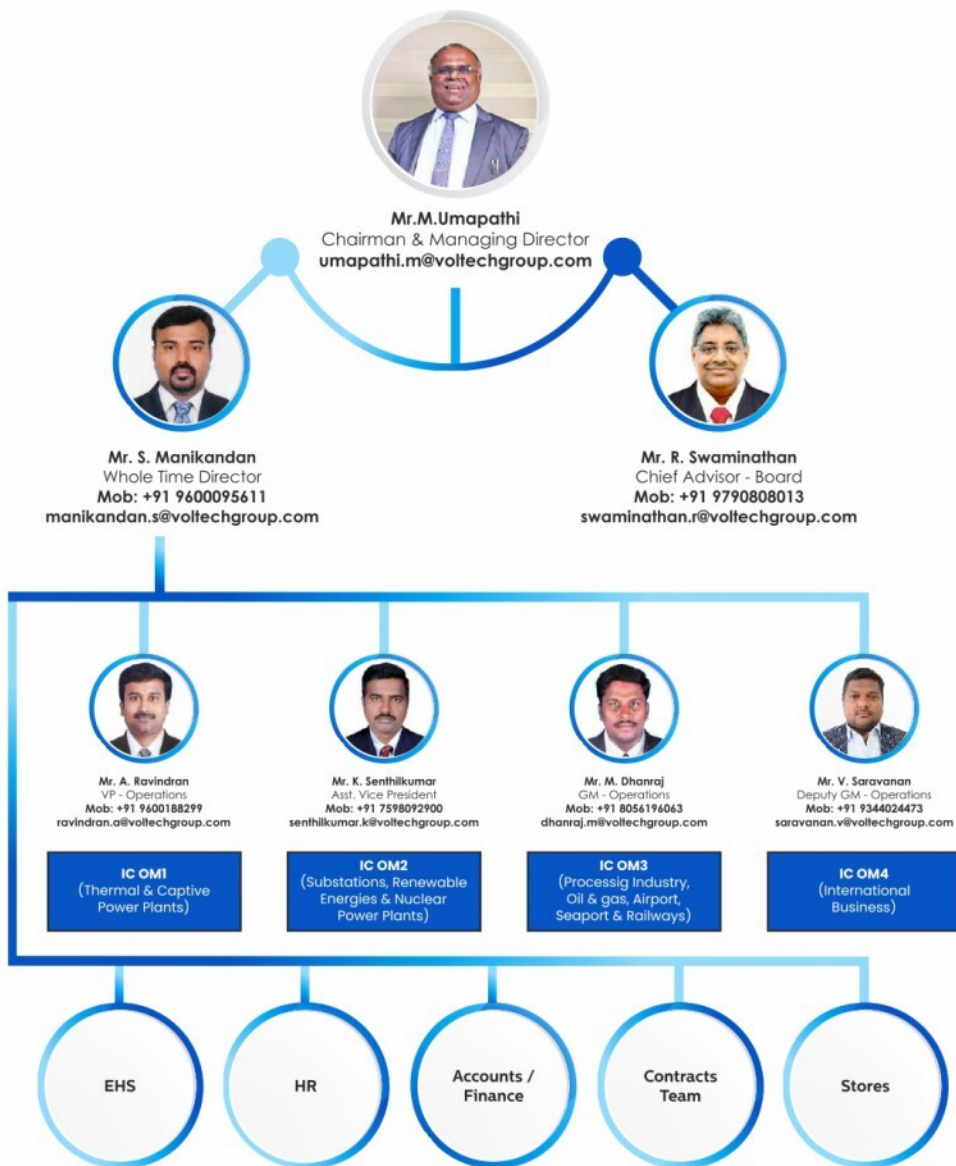 Mr.M.Umapathi
Chairman & Managing Director
umapathi.m@voltechgroup.com
Mr. S. Manikandan
Whole Time Director
Mob: +91 9600095611
manikandan.s@voltechgroup.com
Mr. R. Swaminathan
Chief Advisor - Board
Mob: +91 9790808013
swaminathan.r@voltechgroup.com
Mr. A. Ravindran
VP - Operations
Mob: +91 9600188299
ravindran.a@voltechgroup.com
IC OM1
(Thermal & Captive
Power Plants)
Mr. K. Senthilkumar
Asst. Vice President
Mob: +91 7598092900
senthilkumar.k@voltechgroup.com
IC OM2
(Substations, Renewable
Energies & Nuclear
Power Plants)
Mr. M. Dhanraj
GM - Operations
Mob: +91 8056196063
dhanraj.m@voltechgroup.com
IC OM3
(Processig Industry,
Oil & gas, Airport,
Seaport & Railways)
Mr. V. Saravanan
Deputy GM - Operations
Mob: +91 9344024473
saravanan.v@voltechgroup.com
IC OM4
(International
Business)
EHS
HR
Accounts /
Finance
Contracts
Team
Stores